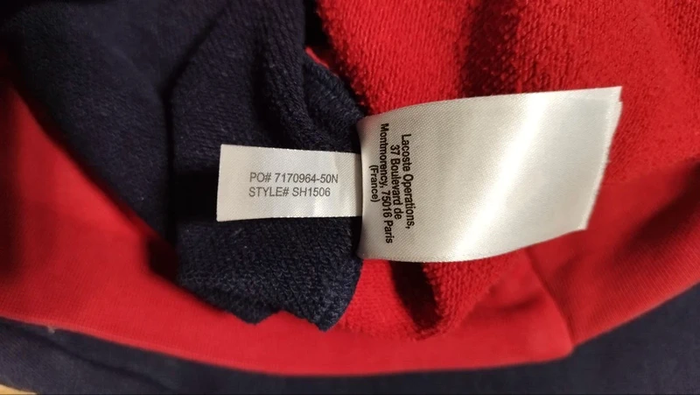 PO# 7170964-50N
STYLE# SH1506
Lacoste Operations,
37 Boulevard de
Montmorency, 75016 Paris
(France)